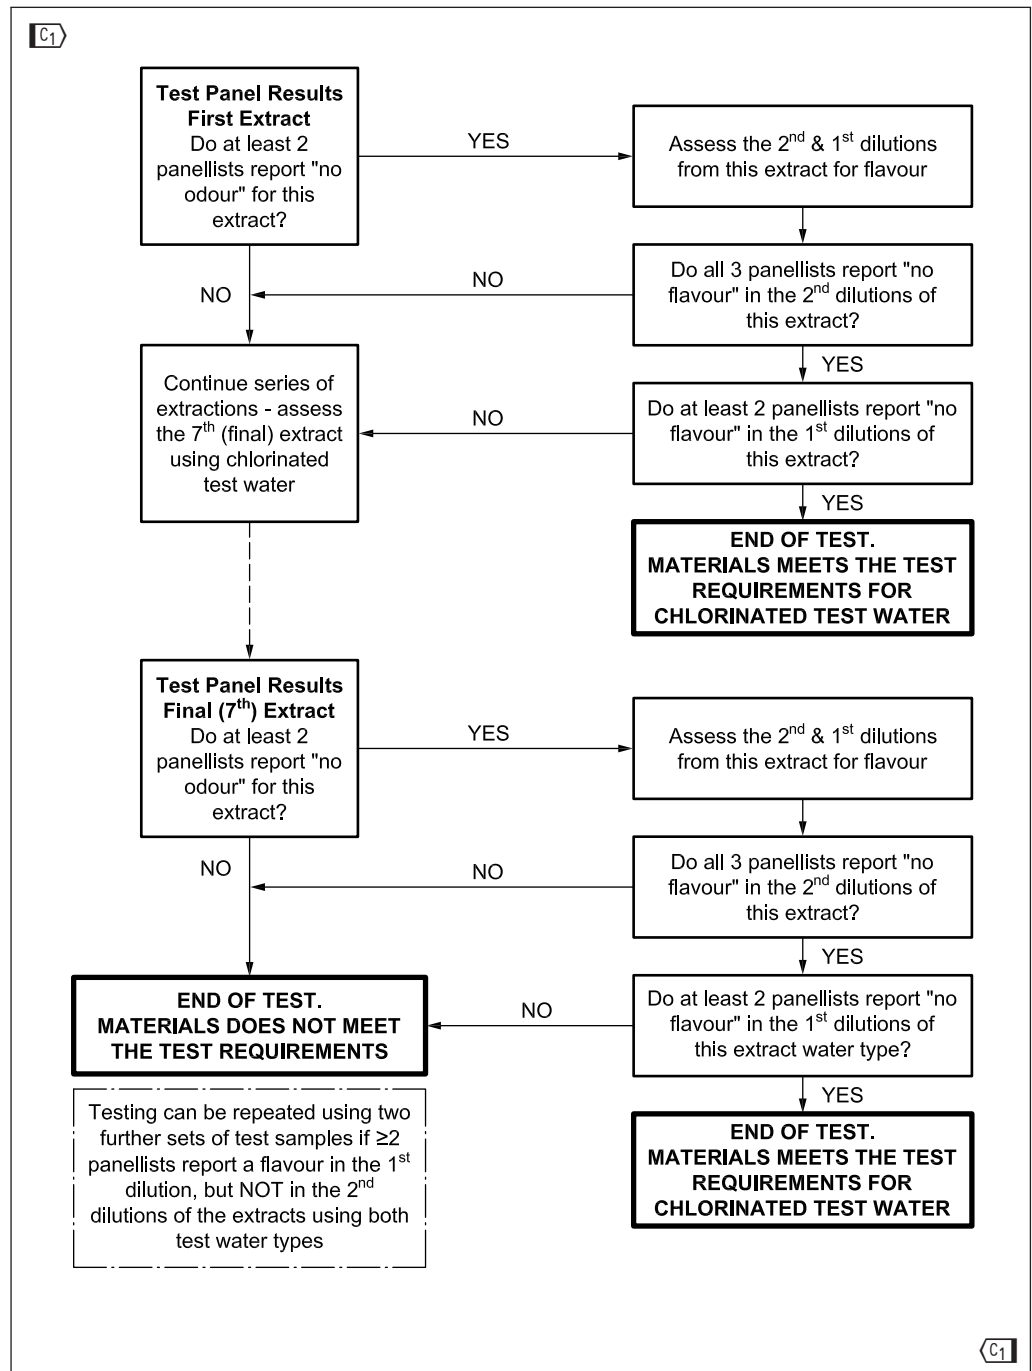 C1
Test Panel Results
First Extract
Do at least 2
panellists report "no
odour" for this
extract?
YES
Assess the 2nd & 1st dilutions
from this extract for flavour
NO
NO
Do all 3 panellists report "no
flavour" in the 2nd dilutions of
this extract?
YES
Continue series of
extractions - assess
the 7th (final) extract
using chlorinated
test water
NO
Do at least 2 panellists report "no
flavour" in the 1st dilutions of
this extract?
YES
END OF TEST.
MATERIALS MEETS THE TEST
REQUIREMENTS FOR
CHLORINATED TEST WATER
Test Panel Results
Final (7th) Extract
Do at least 2
panellists report "no
odour" for this
extract?
YES
Assess the 2nd & 1st dilutions
from this extract for flavour
NO
NO
Do all 3 panellists report "no
flavour" in the 2nd dilutions of
this extract?
YES
END OF TEST.
MATERIALS DOES NOT MEET
THE TEST REQUIREMENTS
NO
Do at least 2 panellists report "no
flavour" in the 1st dilutions of
this extract water type?
YES
Testing can be repeated using two
further sets of test samples if ≥2
panellists report a flavour in the 1st
dilution, but NOT in the 2nd
dilutions of the extracts using both
test water types
END OF TEST.
MATERIALS MEETS THE TEST
REQUIREMENTS FOR
CHLORINATED TEST WATER
C1